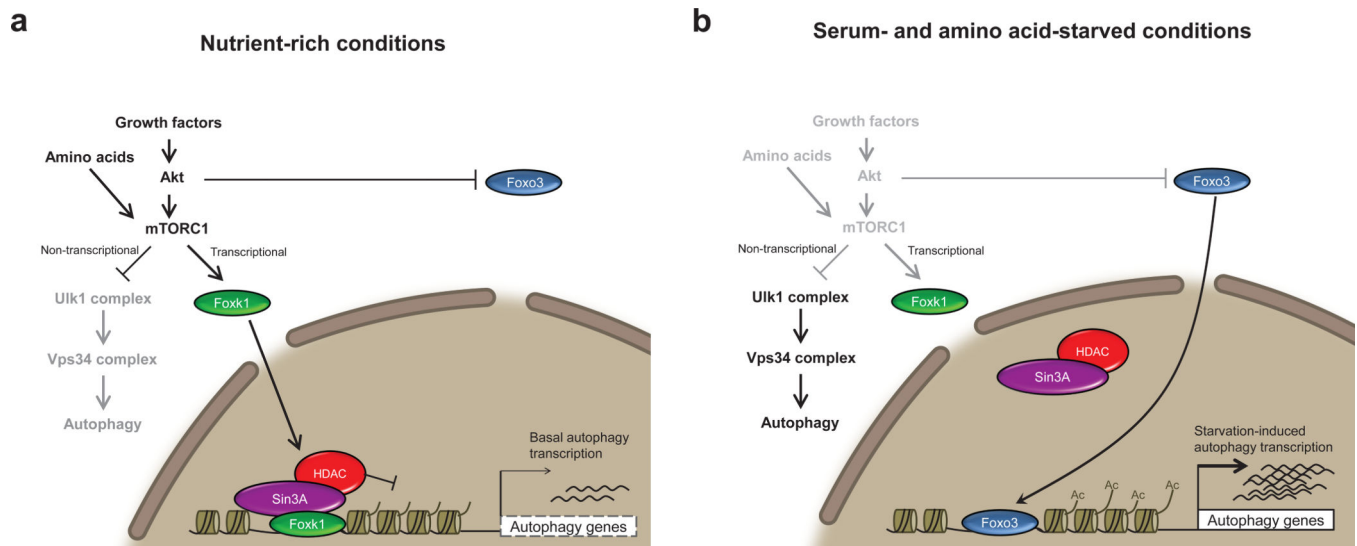 a
Nutrient-rich conditions
Growth factors
Amino acids
Akt
Foxo3
mTORC1
Non-transcriptional
Transcriptional
Ulk1 complex
Foxk1
Vps34 complex
Autophagy
Basal autophagy
transcription
HDAC
Sin3A
Foxk1
Autophagy genes
b
Serum- and amino acid-starved conditions
Growth factors
Amino acids
Akt
Foxo3
mTORC1
Non-transcriptional
Transcriptional
Ulk1 complex
Foxk1
Vps34 complex
HDAC
Sin3A
Autophagy
Starvation-induced
autophagy transcription
Ac
Ac
Ac
Ac
Foxo3
Autophagy genes